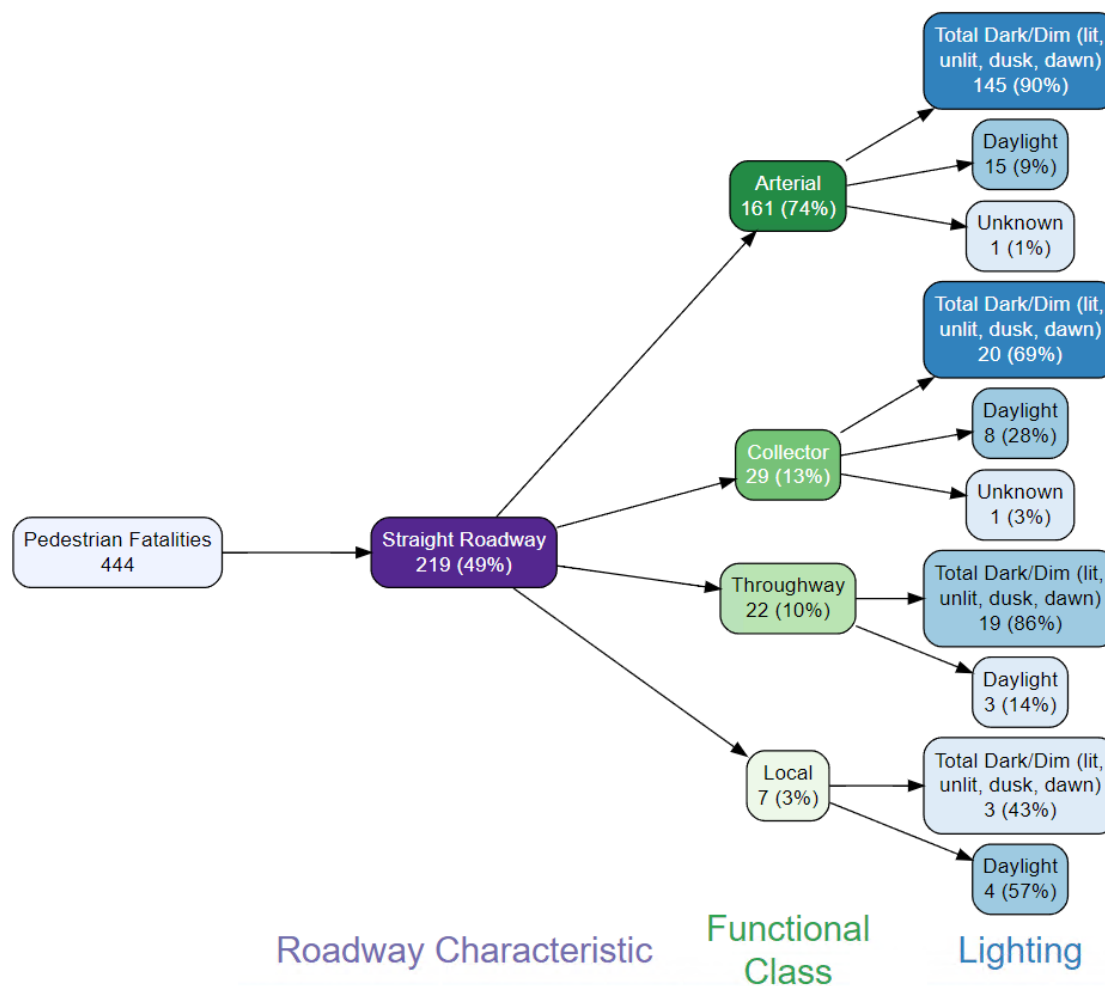 Total Dark/Dim (lit,
unlit, dusk, dawn)
145 (90%)
Daylight
15 (9%)
Arterial
161 (74%)
Unknown
1 (1%)
Total Dark/Dim (lit,
unlit, dusk, dawn)
20 (69%)
Daylight
8 (28%)
Collector
29 (13%)
Unknown
1 (3%)
Pedestrian Fatalities
444
Straight Roadway
219 (49%)
Total Dark/Dim (lit,
unlit, dusk, dawn)
19 (86%)
Throughway
22 (10%)
Daylight
3 (14%)
Total Dark/Dim (lit,
unlit, dusk, dawn)
3 (43%)
Local
7 (3%)
Daylight
4 (57%)
Roadway Characteristic
Functional
Class
Lighting